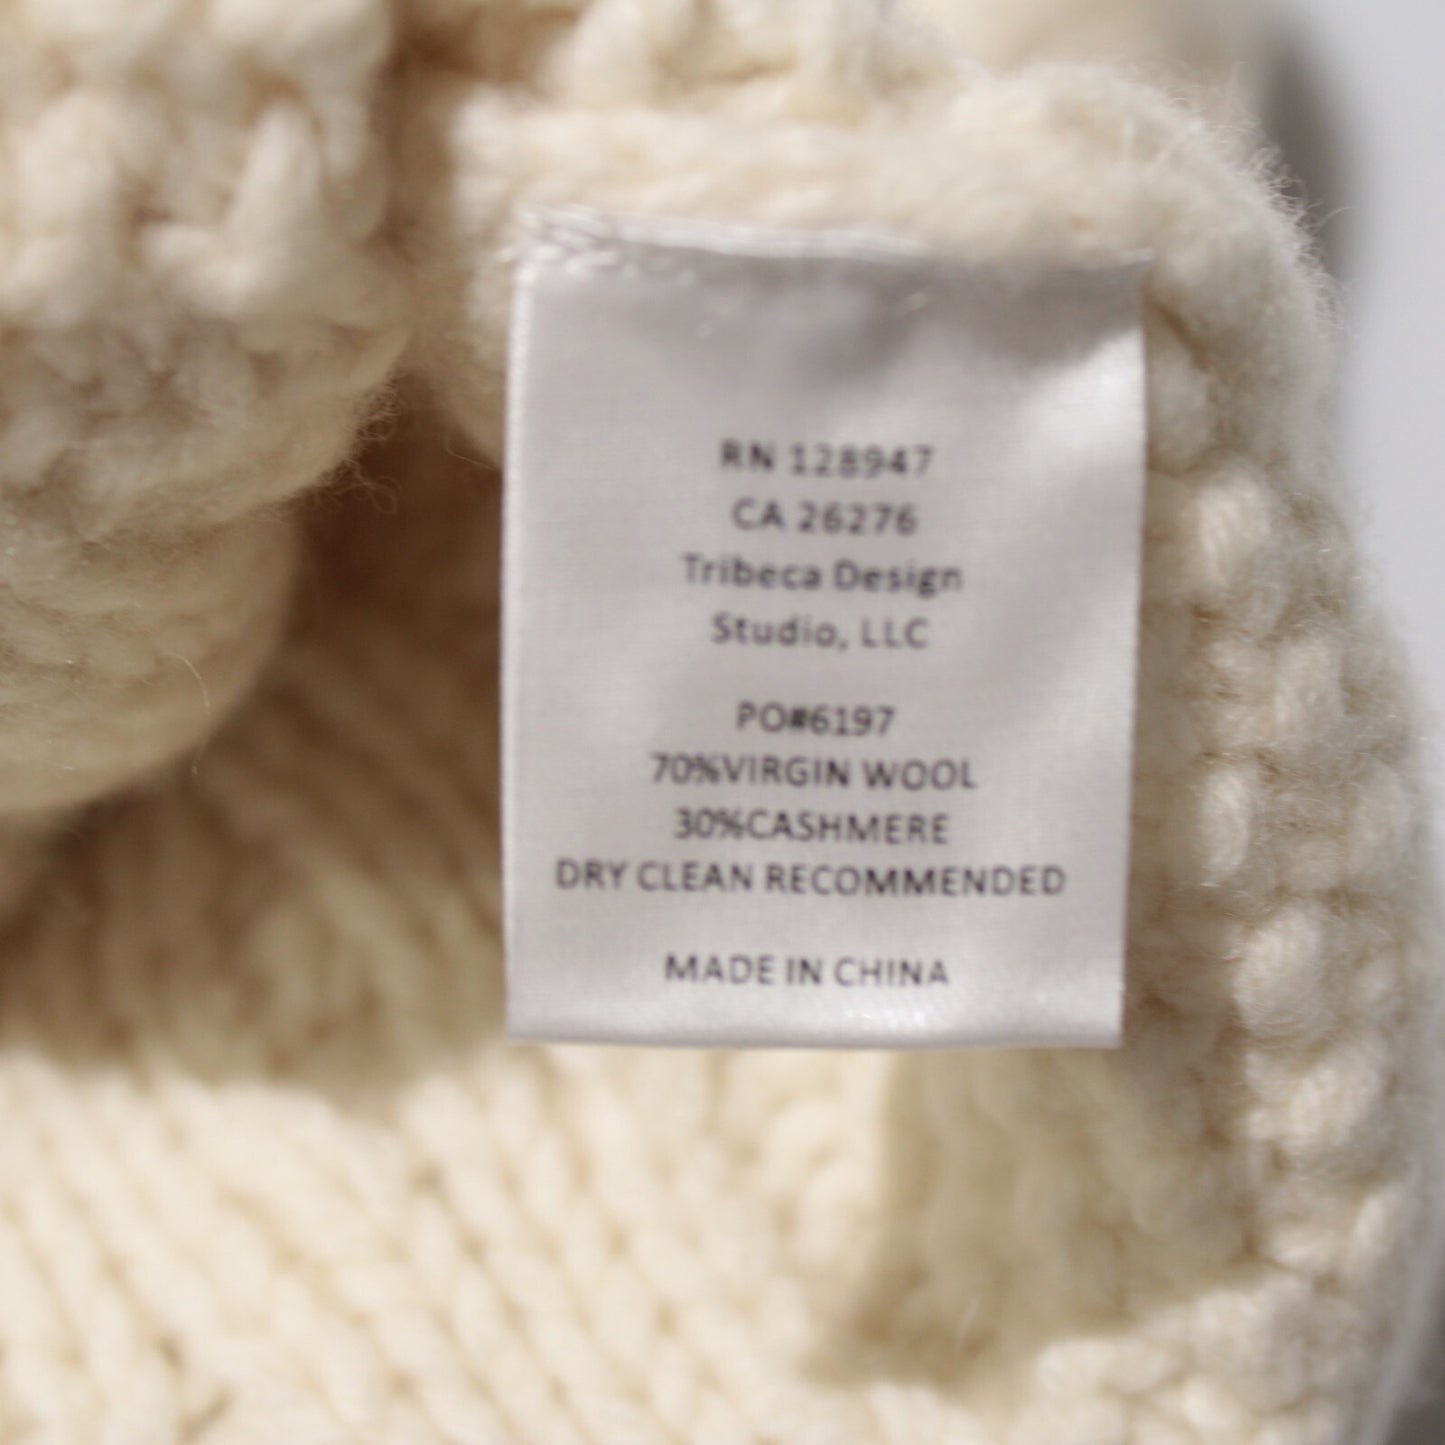 RN 128947
CA 26276
Tribeca Design
Studio, LLC
PO#6197
70%VIRGIN WOOL
30%CASHMERE
DRY CLEAN RECOMMENDED
MADE IN CHINA